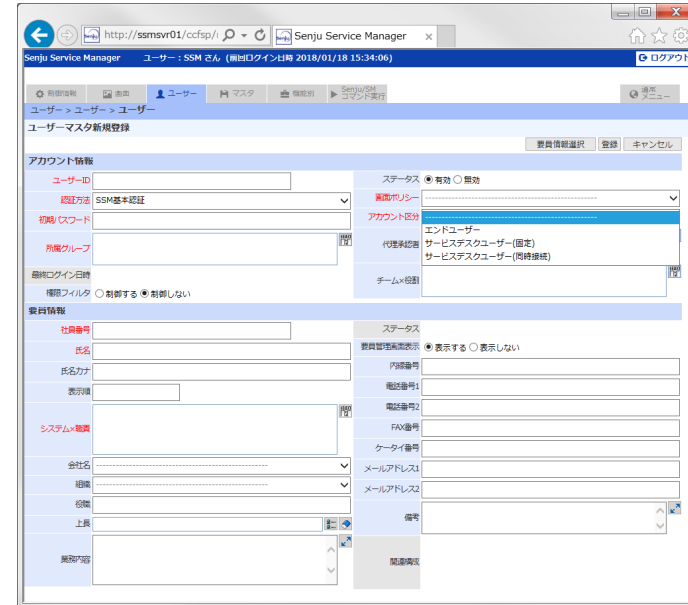 http://ssmsvr01/ccfsp/
Senju Service Manager
Senju Service Manager ユーザー：SSM さん (前回ログイン日時 2018/01/18 15:34:06) ログアウト
新規情報 画面 ユーザー マスタ 機能別 Senju/SM コマンド実行 通常メニュー
ユーザー > ユーザー > ユーザー
ユーザーマスタ新規登録
要員情報選択 登録 キャンセル
アカウント情報
ユーザーID ステータス 有効 無効
認証方法 SSM基本認証 画面ポリシー
初期パスワード アカウント区分
エンドユーザー
サービスデスクユーザー(固定)
サービスデスクユーザー(同時接続)
所属グループ 代理承認者
最終ログイン日時 チーム×役割
権限フィルタ 制御する 制御しない
要員情報
社員番号 ステータス
氏名 要員管理画面表示 表示する 表示しない
氏名カナ 内線番号
表示順 電話番号1
電話番号2
システム×職責 FAX番号
ケータイ番号
会社名 メールアドレス1
組織 メールアドレス2
役職
上長 備考
業務内容 関連構成